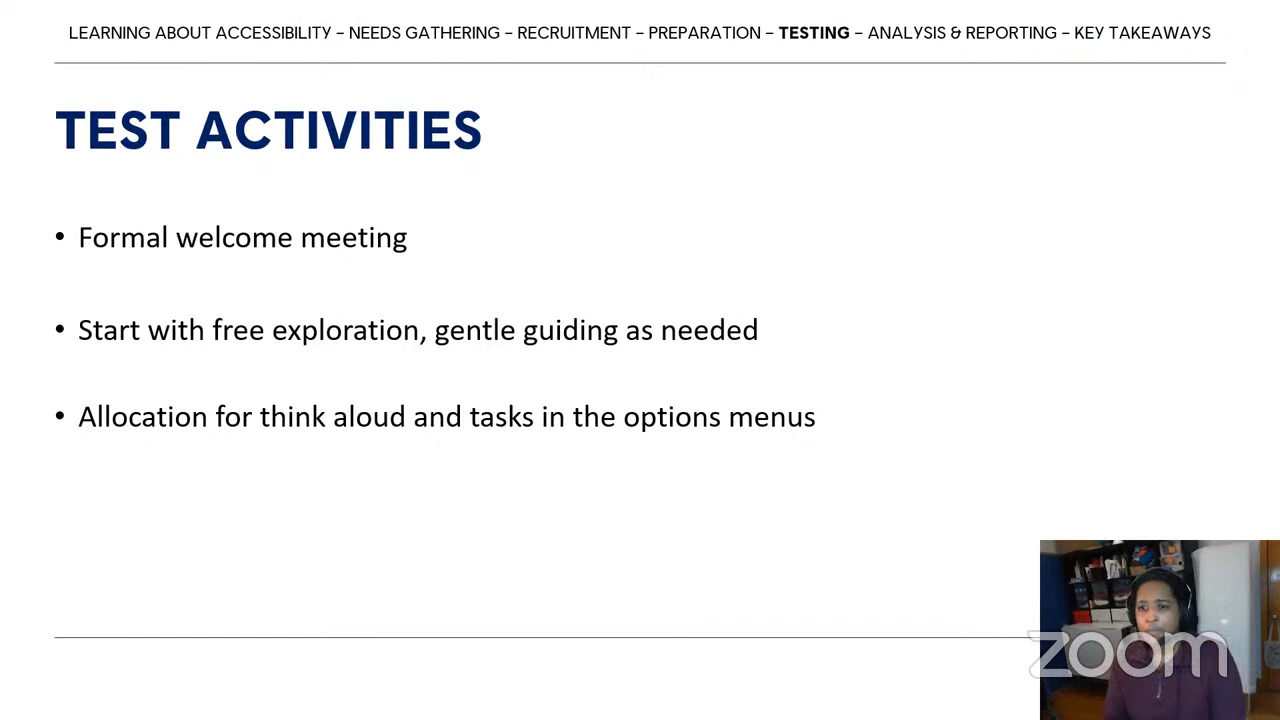 LEARNING ABOUT ACCESSIBILITY – NEEDS GATHERING – RECRUITMENT – PREPARATION – TESTING – ANALYSIS & REPORTING – KEY TAKEAWAYS
TEST ACTIVITIES
• Formal welcome meeting
• Start with free exploration, gentle guiding as needed
• Allocation for think aloud and tasks in the options menus
zoom